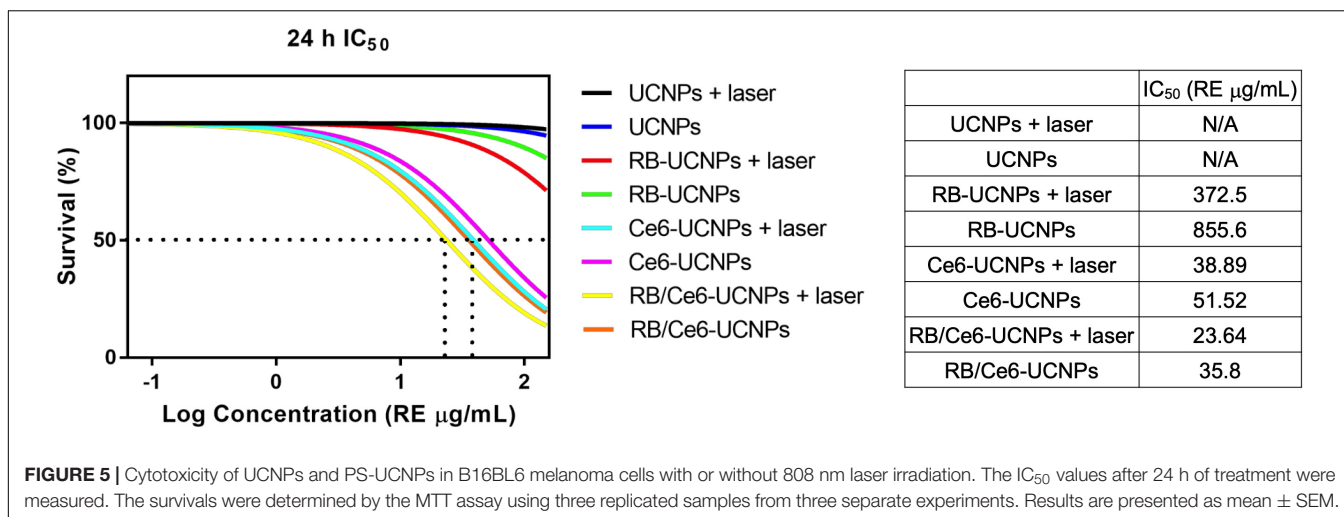 24 h IC50
Survival (%)
100
50
0
-1
0
1
2
Log Concentration (RE μg/mL)
UCNPs + laser
UCNPs
RB-UCNPs + laser
RB-UCNPs
Ce6-UCNPs + laser
Ce6-UCNPs
RB/Ce6-UCNPs + laser
RB/Ce6-UCNPs
IC50 (RE μg/mL)
UCNPs + laser N/A
UCNPs N/A
RB-UCNPs + laser 372.5
RB-UCNPs 855.6
Ce6-UCNPs + laser 38.89
Ce6-UCNPs 51.52
RB/Ce6-UCNPs + laser 23.64
RB/Ce6-UCNPs 35.8
FIGURE 5 | Cytotoxicity of UCNPs and PS-UCNPs in B16BL6 melanoma cells with or without 808 nm laser irradiation. The IC50 values after 24 h of treatment were
measured. The survivals were determined by the MTT assay using three replicated samples from three separate experiments. Results are presented as mean ± SEM.